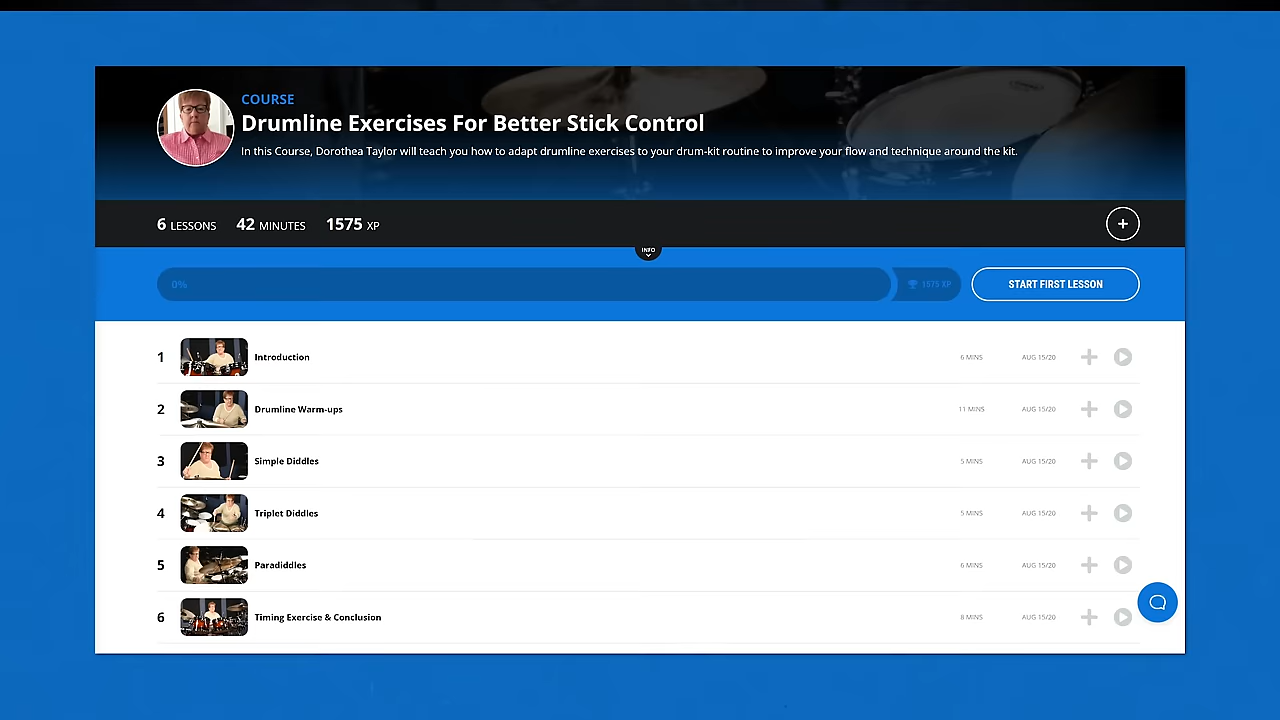 COURSE
Drumline Exercises For Better Stick Control
In this Course, Dorothea Taylor will teach you how to adapt drumline exercises to your drum-kit routine to improve your flow and technique around the kit.
6 LESSONS 42 MINUTES 1575 XP
INFO
0% 1575 XP START FIRST LESSON
1 Introduction 6 MINS AUG 15/20
2 Drumline Warm-ups 11 MINS AUG 15/20
3 Simple Diddles 5 MINS AUG 15/20
4 Triplet Diddles 5 MINS AUG 15/20
5 Paradiddles 6 MINS AUG 15/20
6 Timing Exercise & Conclusion 8 MINS AUG 15/20